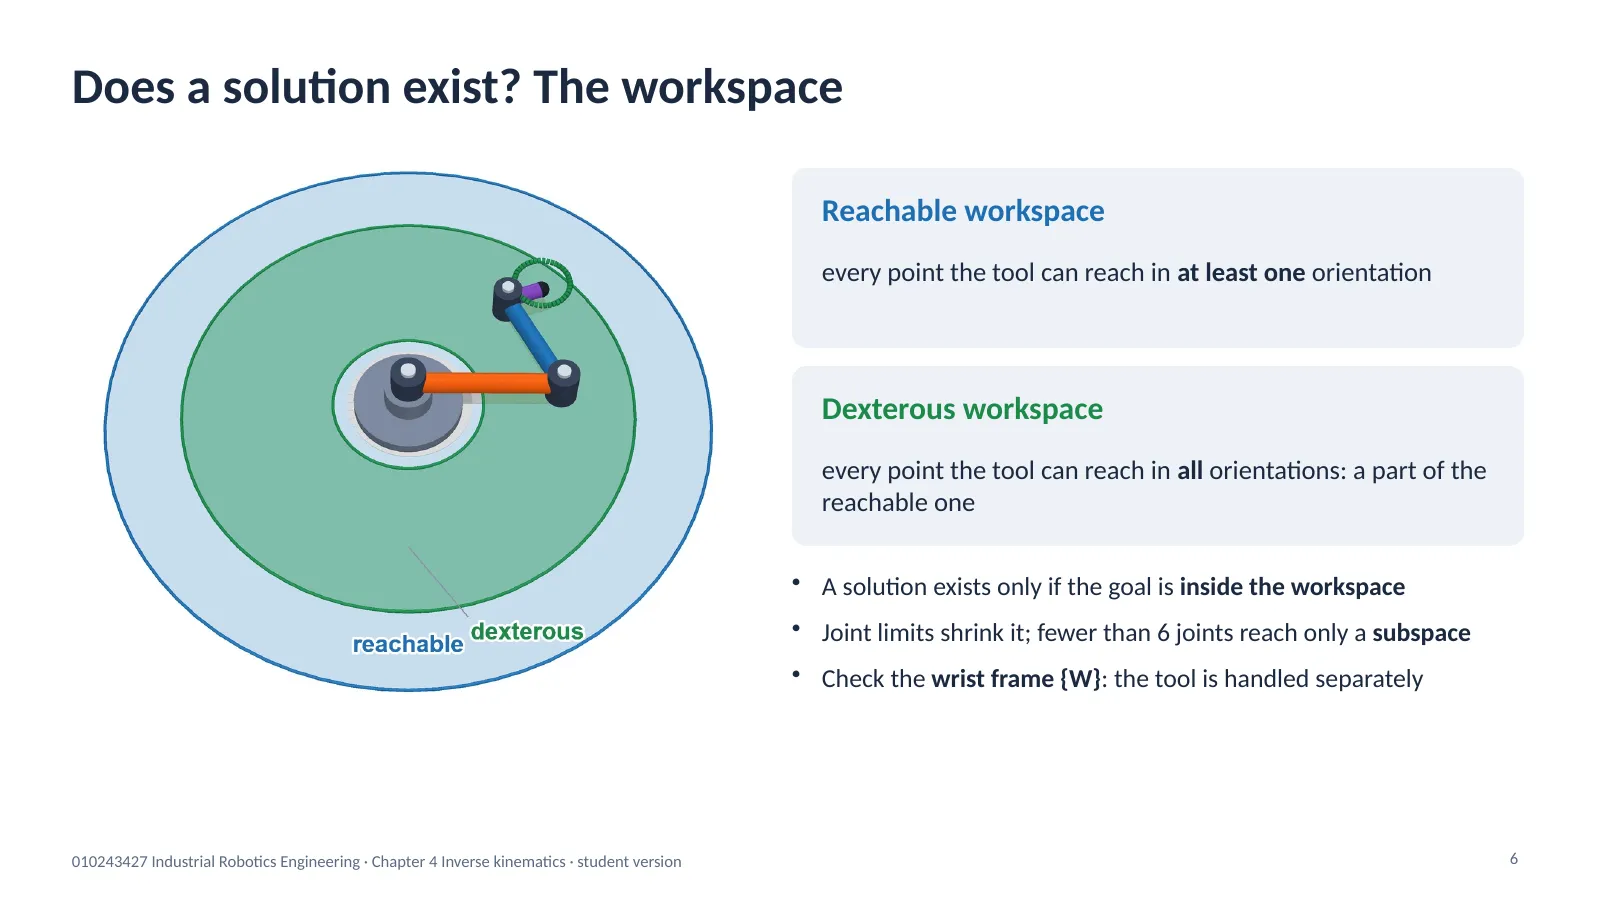 Does a solution exist? The workspace
reachable
dexterous
Reachable workspace
every point the tool can reach in at least one orientation
Dexterous workspace
every point the tool can reach in all orientations: a part of the
reachable one
• A solution exists only if the goal is inside the workspace
• Joint limits shrink it; fewer than 6 joints reach only a subspace
• Check the wrist frame {W}: the tool is handled separately
010243427 Industrial Robotics Engineering · Chapter 4 Inverse kinematics · student version
6